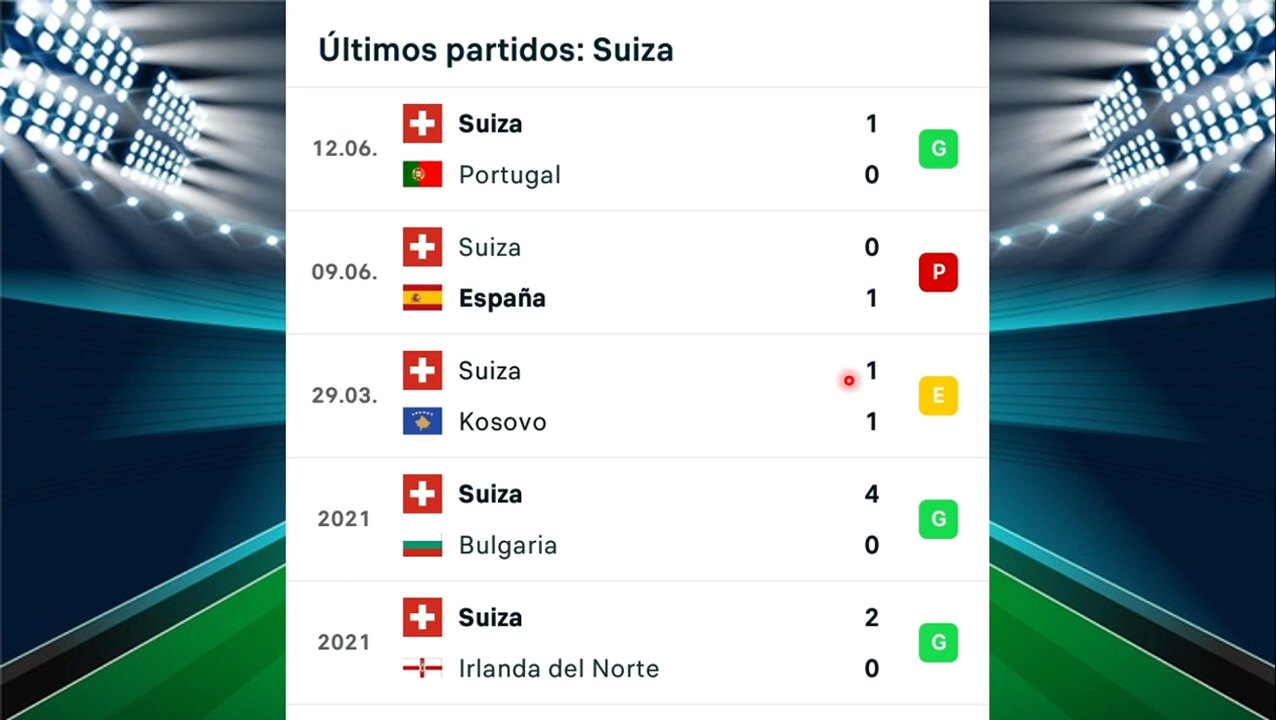 Últimos partidos: Suiza
12.06.
Suiza 1
Portugal 0
G
09.06.
Suiza 0
España 1
P
29.03.
Suiza 1
Kosovo 1
E
2021
Suiza 4
Bulgaria 0
G
2021
Suiza 2
Irlanda del Norte 0
G